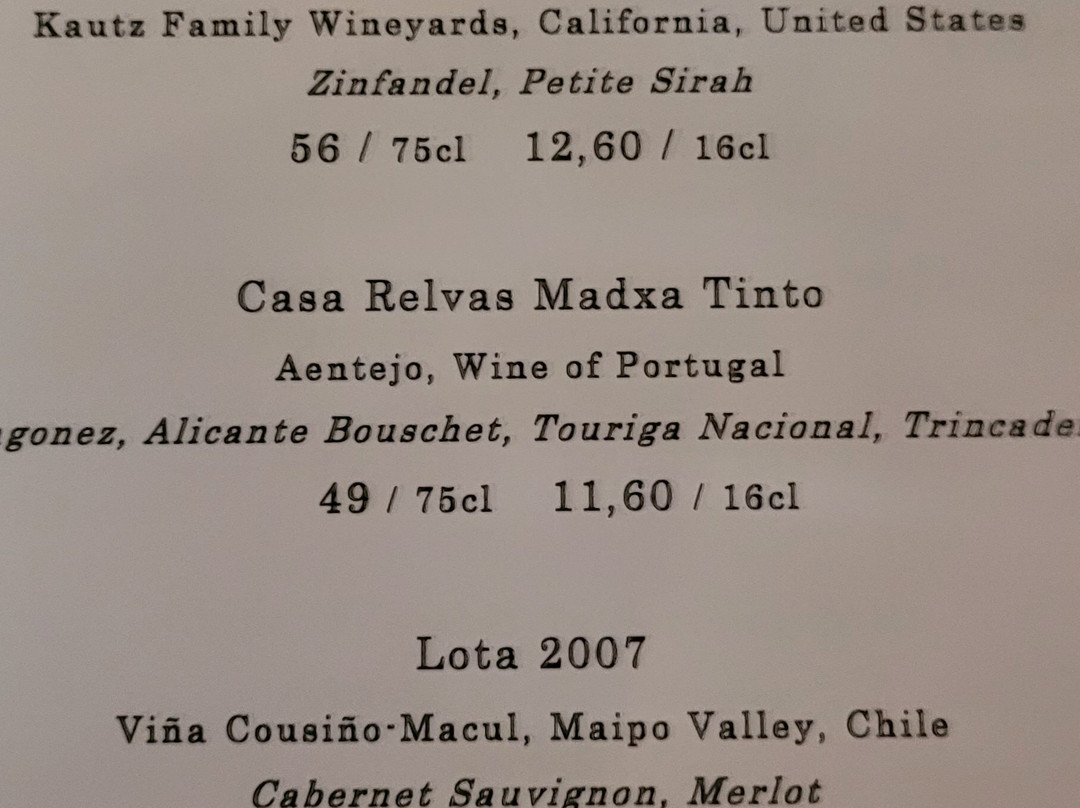 Kautz Family Wineyards, California, United States
Zinfandel, Petite Sirah
56 / 75cl 12,60 / 16cl
Casa Relvas Madxa Tinto
Aentejo, Wine of Portugal
gonez, Alicante Bouschet, Touriga Nacional, Trincade
49 / 75cl 11,60 / 16cl
Lota 2007
Viña Cousiño-Macul, Maipo Valley, Chile
Cabernet Sauvignon, Merlot